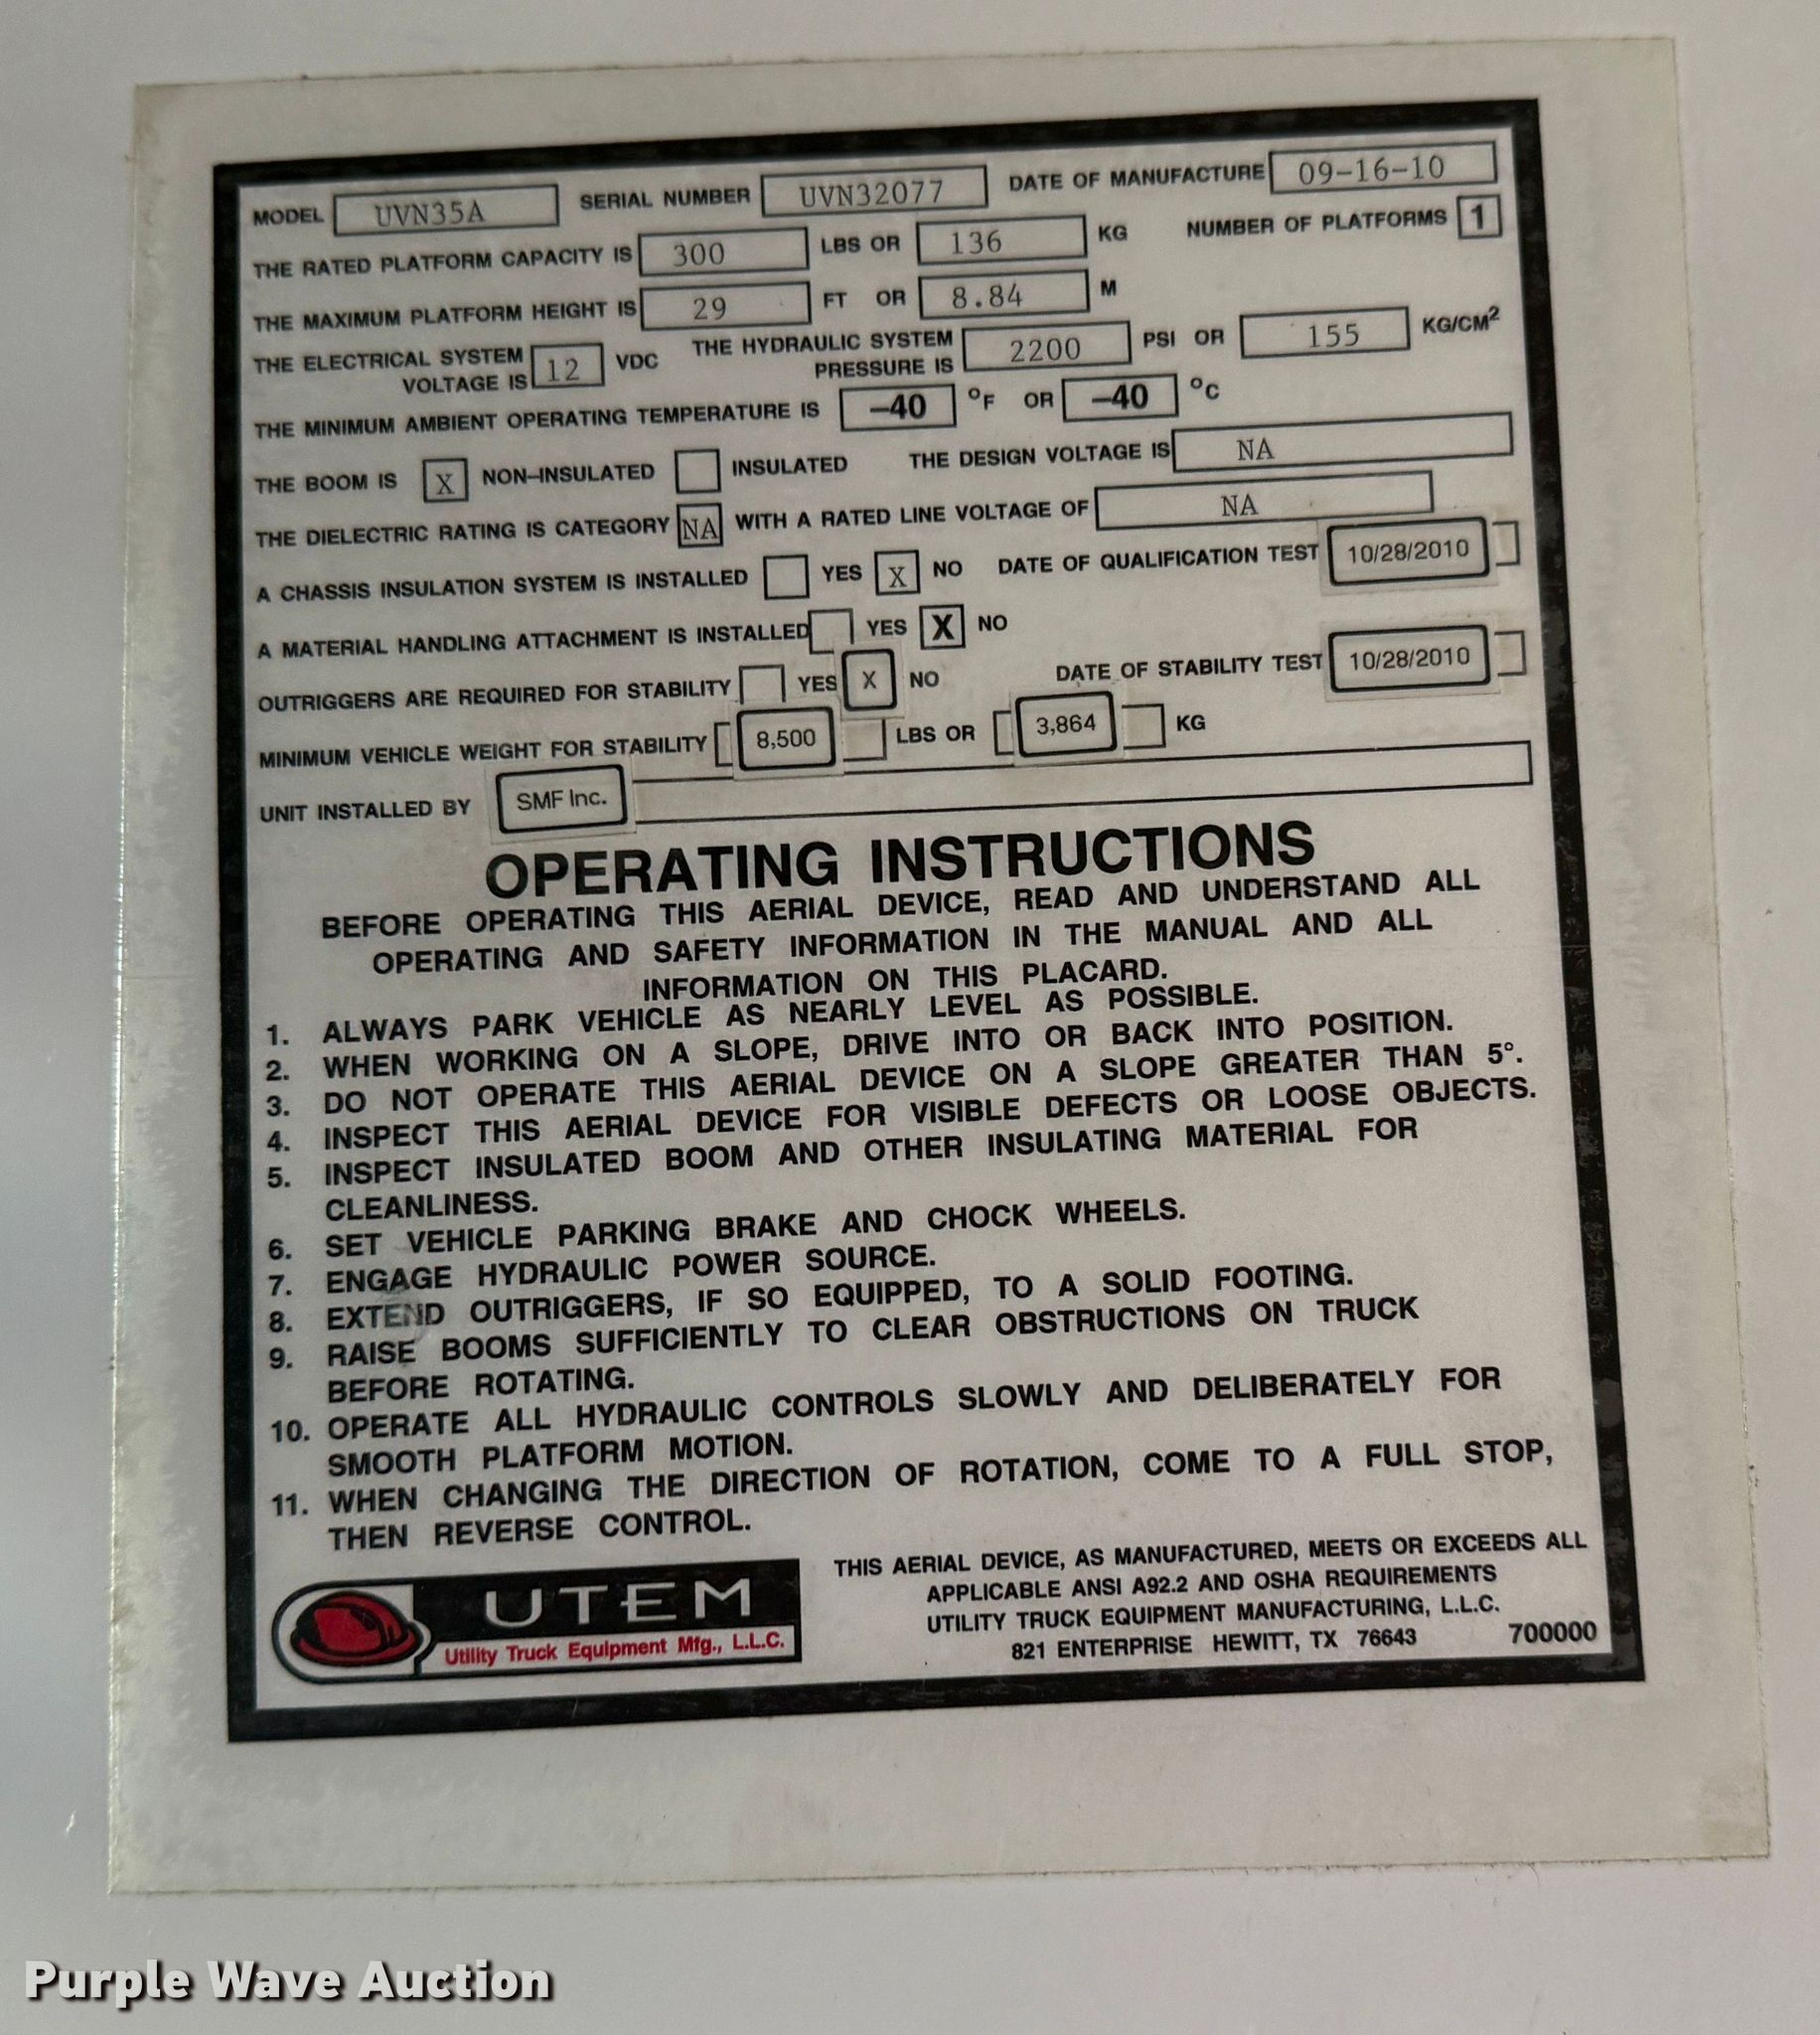 MODEL UVN35A SERIAL NUMBER UVN32077 DATE OF MANUFACTURE 09-16-10
THE RATED PLATFORM CAPACITY IS 300 LBS OR 136 KG NUMBER OF PLATFORMS 1
THE MAXIMUM PLATFORM HEIGHT IS 29 FT OR 8.84 M
THE ELECTRICAL SYSTEM VOLTAGE IS 12 VDC THE HYDRAULIC SYSTEM PRESSURE IS 2200 PSI OR 155 KG/CM²
THE MINIMUM AMBIENT OPERATING TEMPERATURE IS –40 °F OR –40 °C
THE BOOM IS X NON–INSULATED INSULATED THE DESIGN VOLTAGE IS NA
THE DIELECTRIC RATING IS CATEGORY NA WITH A RATED LINE VOLTAGE OF NA
A CHASSIS INSULATION SYSTEM IS INSTALLED YES X NO DATE OF QUALIFICATION TEST 10/28/2010
A MATERIAL HANDLING ATTACHMENT IS INSTALLED YES X NO
OUTRIGGERS ARE REQUIRED FOR STABILITY YES X NO DATE OF STABILITY TEST 10/28/2010
MINIMUM VEHICLE WEIGHT FOR STABILITY 8,500 LBS OR 3,864 KG
UNIT INSTALLED BY SMF Inc.
OPERATING INSTRUCTIONS
BEFORE OPERATING THIS AERIAL DEVICE, READ AND UNDERSTAND ALL
OPERATING AND SAFETY INFORMATION IN THE MANUAL AND ALL
INFORMATION ON THIS PLACARD.
1. ALWAYS PARK VEHICLE AS NEARLY LEVEL AS POSSIBLE.
2. WHEN WORKING ON A SLOPE, DRIVE INTO OR BACK INTO POSITION.
3. DO NOT OPERATE THIS AERIAL DEVICE ON A SLOPE GREATER THAN 5°.
4. INSPECT THIS AERIAL DEVICE FOR VISIBLE DEFECTS OR LOOSE OBJECTS.
5. INSPECT INSULATED BOOM AND OTHER INSULATING MATERIAL FOR
CLEANLINESS.
6. SET VEHICLE PARKING BRAKE AND CHOCK WHEELS.
7. ENGAGE HYDRAULIC POWER SOURCE.
8. EXTEND OUTRIGGERS, IF SO EQUIPPED, TO A SOLID FOOTING.
9. RAISE BOOMS SUFFICIENTLY TO CLEAR OBSTRUCTIONS ON TRUCK
BEFORE ROTATING.
10. OPERATE ALL HYDRAULIC CONTROLS SLOWLY AND DELIBERATELY FOR
SMOOTH PLATFORM MOTION.
11. WHEN CHANGING THE DIRECTION OF ROTATION, COME TO A FULL STOP,
THEN REVERSE CONTROL.
UTEM
Utility Truck Equipment Mfg., L.L.C.
THIS AERIAL DEVICE, AS MANUFACTURED, MEETS OR EXCEEDS ALL
APPLICABLE ANSI A92.2 AND OSHA REQUIREMENTS
UTILITY TRUCK EQUIPMENT MANUFACTURING, L.L.C.
821 ENTERPRISE HEWITT, TX 76643 700000
Purple Wave Auction